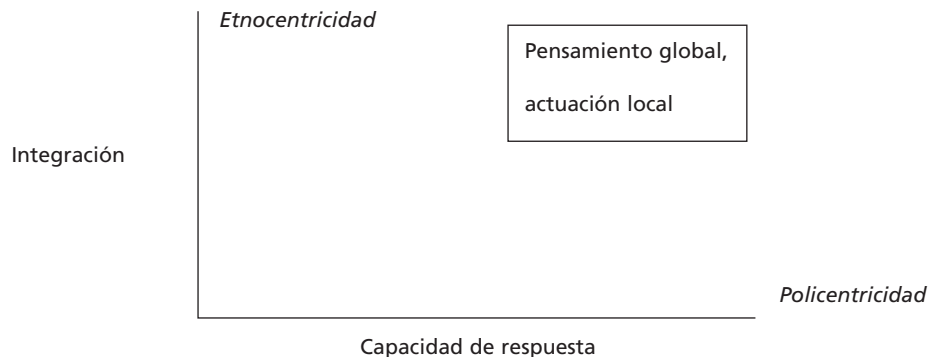 Etnocentricidad
Pensamiento global,
actuación local
Integración
Policentricidad
Capacidad de respuesta